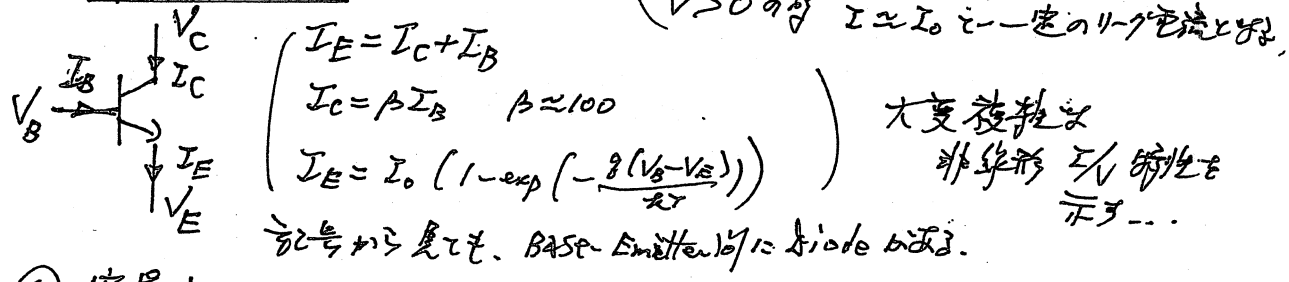 (V>0の時 I≃I₀で一定のリーク電流となる.
V_C
I_B I_C
V_B
I_E
V_E
I_E = I_C + I_B
I_C = βI_B β≃100
I_E = I₀ (1-exp(-q(V_B-V_E)/kT))
大変複雑な
非線形 I/V 特性を
示す...
記号から見ても、Base-Emitter間にdiodeがある.